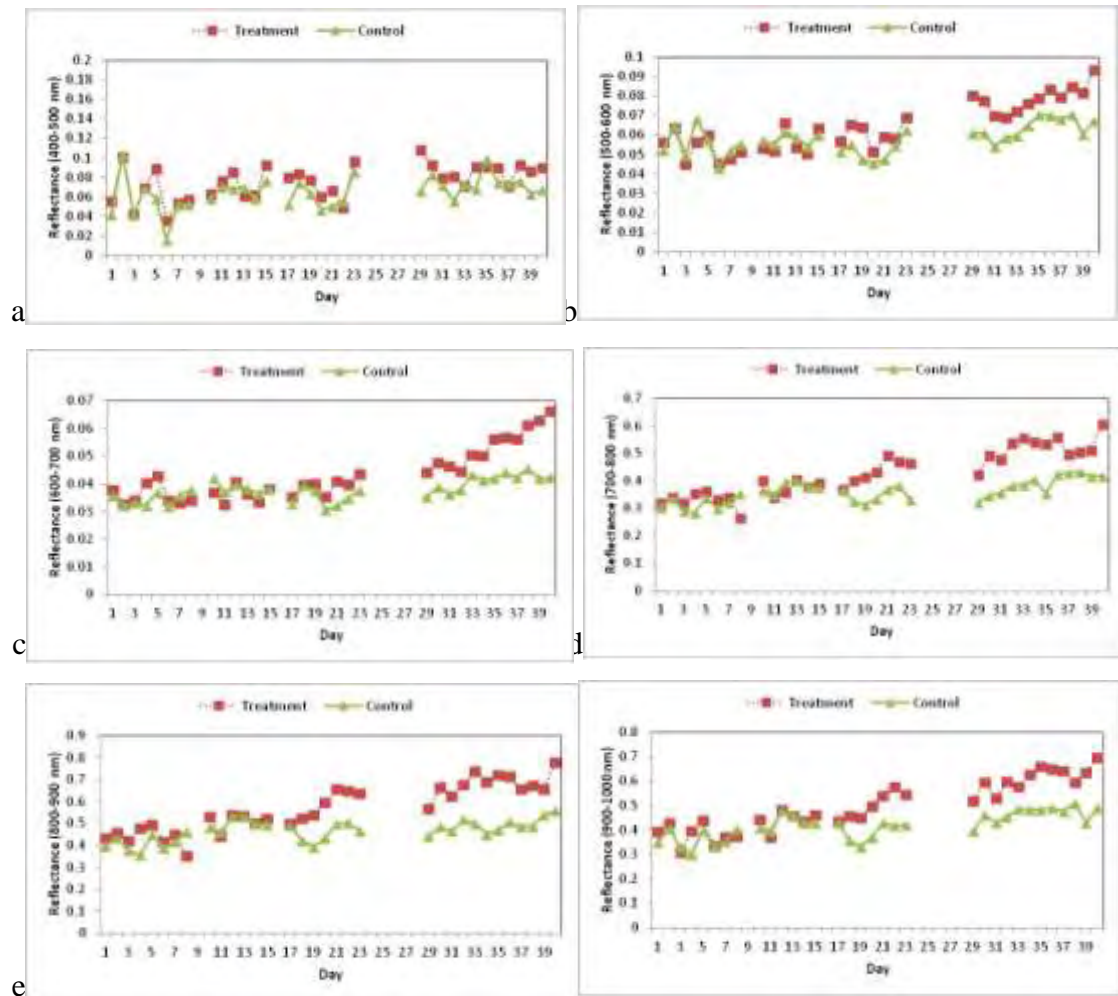 Treatment Control
Reflectance (400-500 nm)
0.2
0.18
0.16
0.14
0.12
0.1
0.08
0.06
0.04
0.02
0
1 3 5 7 9 11 13 15 17 19 21 23 25 27 29 31 33 35 37 39
Day
a
Treatment Control
Reflectance (500-600 nm)
0.1
0.09
0.08
0.07
0.06
0.05
0.04
0.03
0.02
0.01
0
1 3 5 7 9 11 13 15 17 19 21 23 25 27 29 31 33 35 37 39
Day
b
Treatment Control
Reflectance (600-700 nm)
0.07
0.06
0.05
0.04
0.03
0.02
0.01
0
1 3 5 7 9 11 13 15 17 19 21 23 25 27 29 31 33 35 37 39
Day
c
Treatment Control
Reflectance (700-800 nm)
0.7
0.6
0.5
0.4
0.3
0.2
0.1
0
1 3 5 7 9 11 13 15 17 19 21 23 25 27 29 31 33 35 37 39
Day
d
Treatment Control
Reflectance (800-900 nm)
0.9
0.8
0.7
0.6
0.5
0.4
0.3
0.2
0.1
0
1 3 5 7 9 11 13 15 17 19 21 23 25 27 29 31 33 35 37 39
Day
e
Treatment Control
Reflectance (900-1000 nm)
0.8
0.7
0.6
0.5
0.4
0.3
0.2
0.1
0
1 3 5 7 9 11 13 15 17 19 21 23 25 27 29 31 33 35 37 39
Day